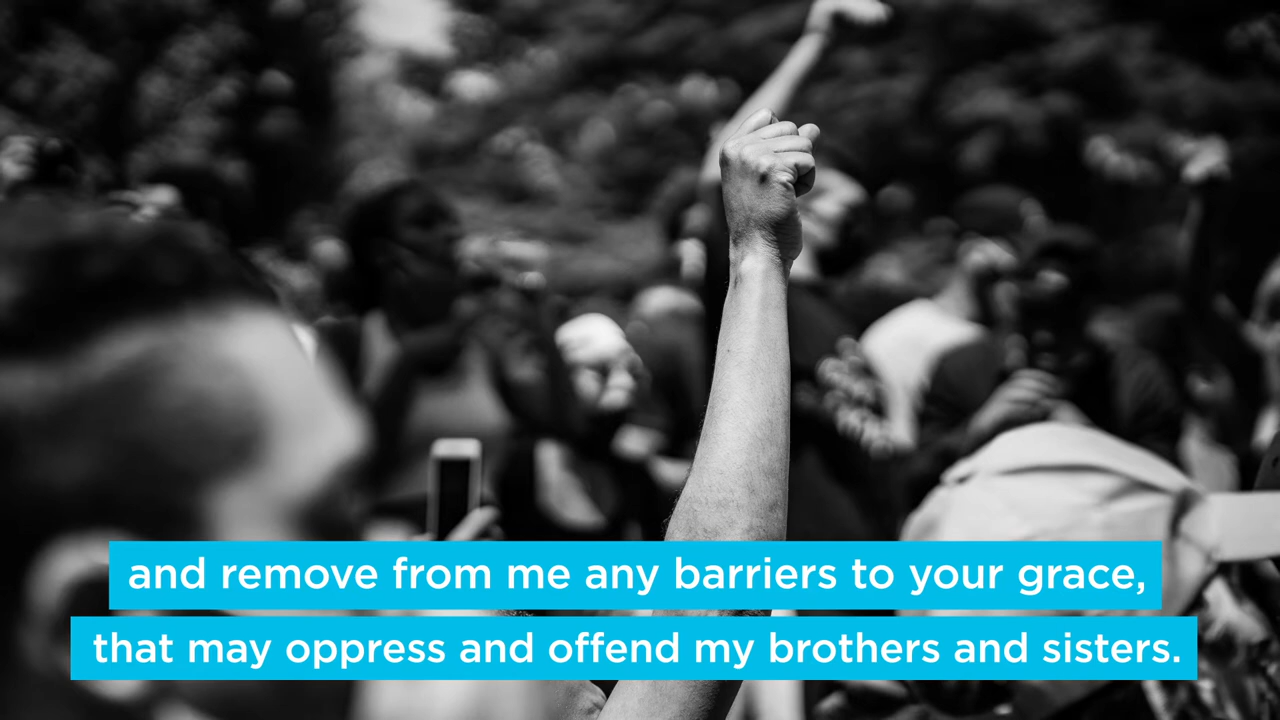 and remove from me any barriers to your grace,
that may oppress and offend my brothers and sisters.